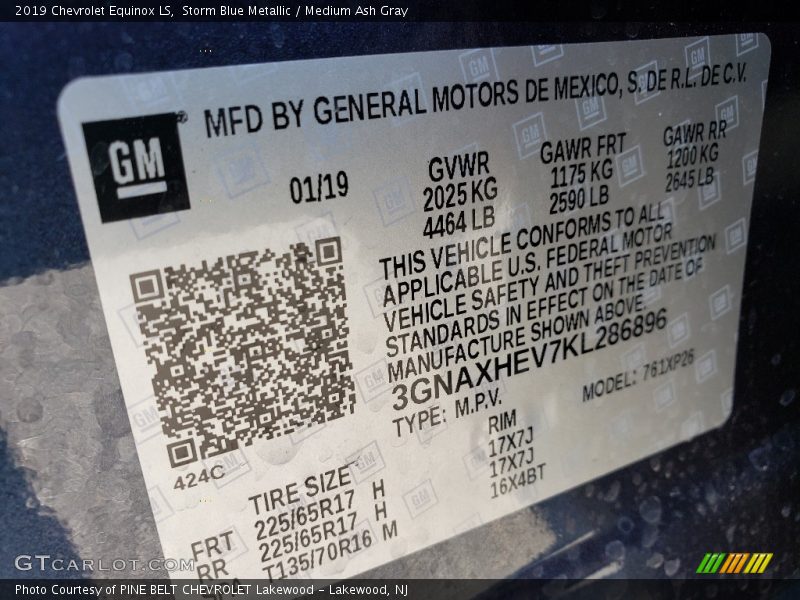 2019 Chevrolet Equinox LS,  Storm Blue Metallic / Medium Ash Gray
GM® MFD BY GENERAL MOTORS DE MEXICO, S. DE R.L. DE C.V.
01/19 GVWR GAWR FRT GAWR RR
2025 KG 1175 KG 1200 KG
4464 LB 2590 LB 2645 LB
THIS VEHICLE CONFORMS TO ALL
APPLICABLE U.S. FEDERAL MOTOR
VEHICLE SAFETY AND THEFT PREVENTION
STANDARDS IN EFFECT ON THE DATE OF
MANUFACTURE SHOWN ABOVE.
3GNAXHEV7KL286896
TYPE: M.P.V. MODEL: 761XP26
424C
TIRE SIZE RIM
FRT 225/65R17 H 17X7J
RR 225/65R17 H 17X7J
T135/70R16 M 16X4BT
GTCARLOT.COM
Photo Courtesy of PINE BELT CHEVROLET Lakewood - Lakewood, NJ